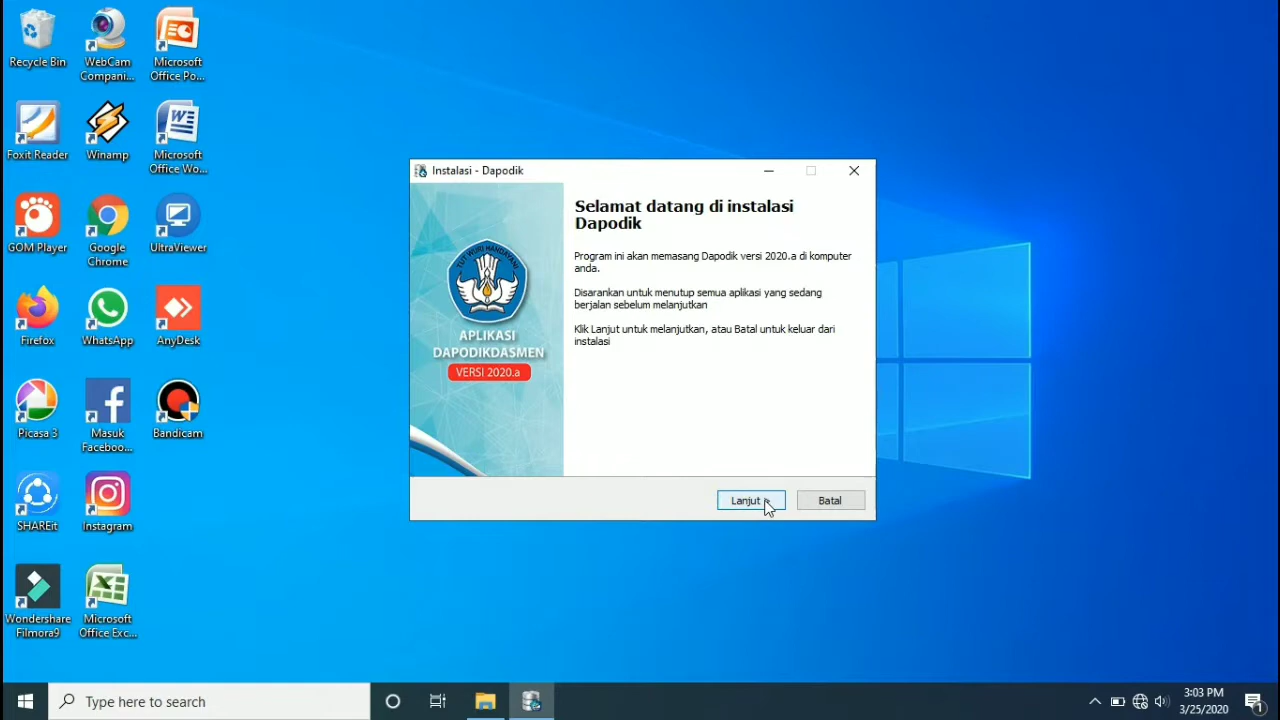 Recycle Bin
WebCam
Compani...
Microsoft
Office Po...
Foxit Reader
Winamp
Microsoft
Office Wo...
GOM Player
Google
Chrome
UltraViewer
Firefox
WhatsApp
AnyDesk
Picasa 3
Masuk
Faceboo...
Bandicam
SHAREit
Instagram
Wondershare
Filmora9
Microsoft
Office Exc...
Instalasi - Dapodik
TUT WURI HANDAYANI
APLIKASI
DAPODIKDASMEN
VERSI 2020.a
Selamat datang di instalasi
Dapodik
Program ini akan memasang Dapodik versi 2020.a di komputer
anda.
Disarankan untuk menutup semua aplikasi yang sedang
berjalan sebelum melanjutkan
Klik Lanjut untuk melanjutkan, atau Batal untuk keluar dari
instalasi
Lanjut >
Batal
Type here to search
3:03 PM
3/25/2020
1